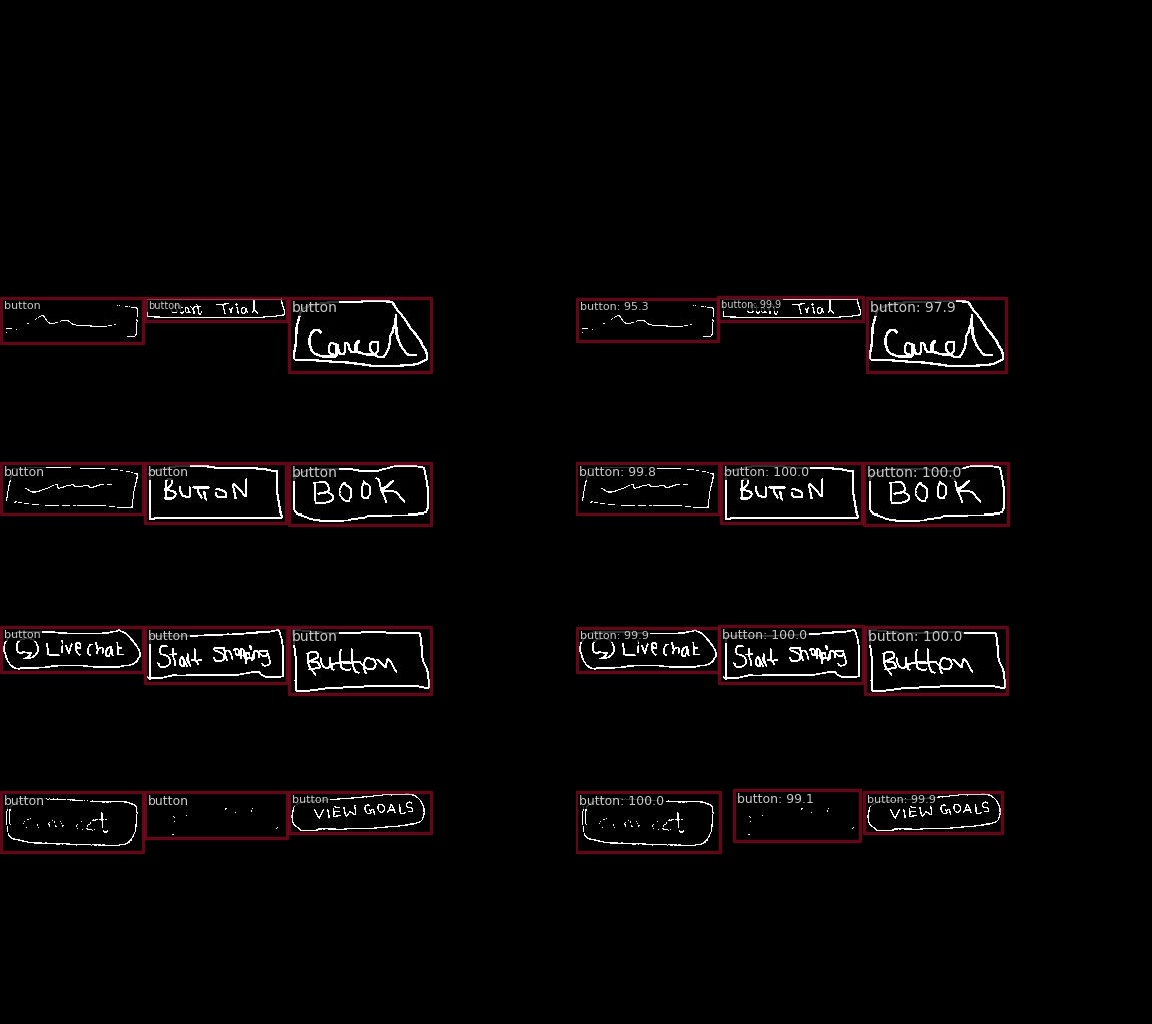 button button button button: 95.3 button: 99.9 button: 97.9
Start Trial Start Trial
Cancel Cancel
button button button button: 99.8 button: 100.0 button: 100.0
BUTTON BOOK BUTTON BOOK
button button button button: 99.9 button: 100.0 button: 100.0
Live chat Start Shopping Button Live chat Start Shopping Button
button button button button: 100.0 button: 99.1 button: 99.9
VIEW GOALS VIEW GOALS